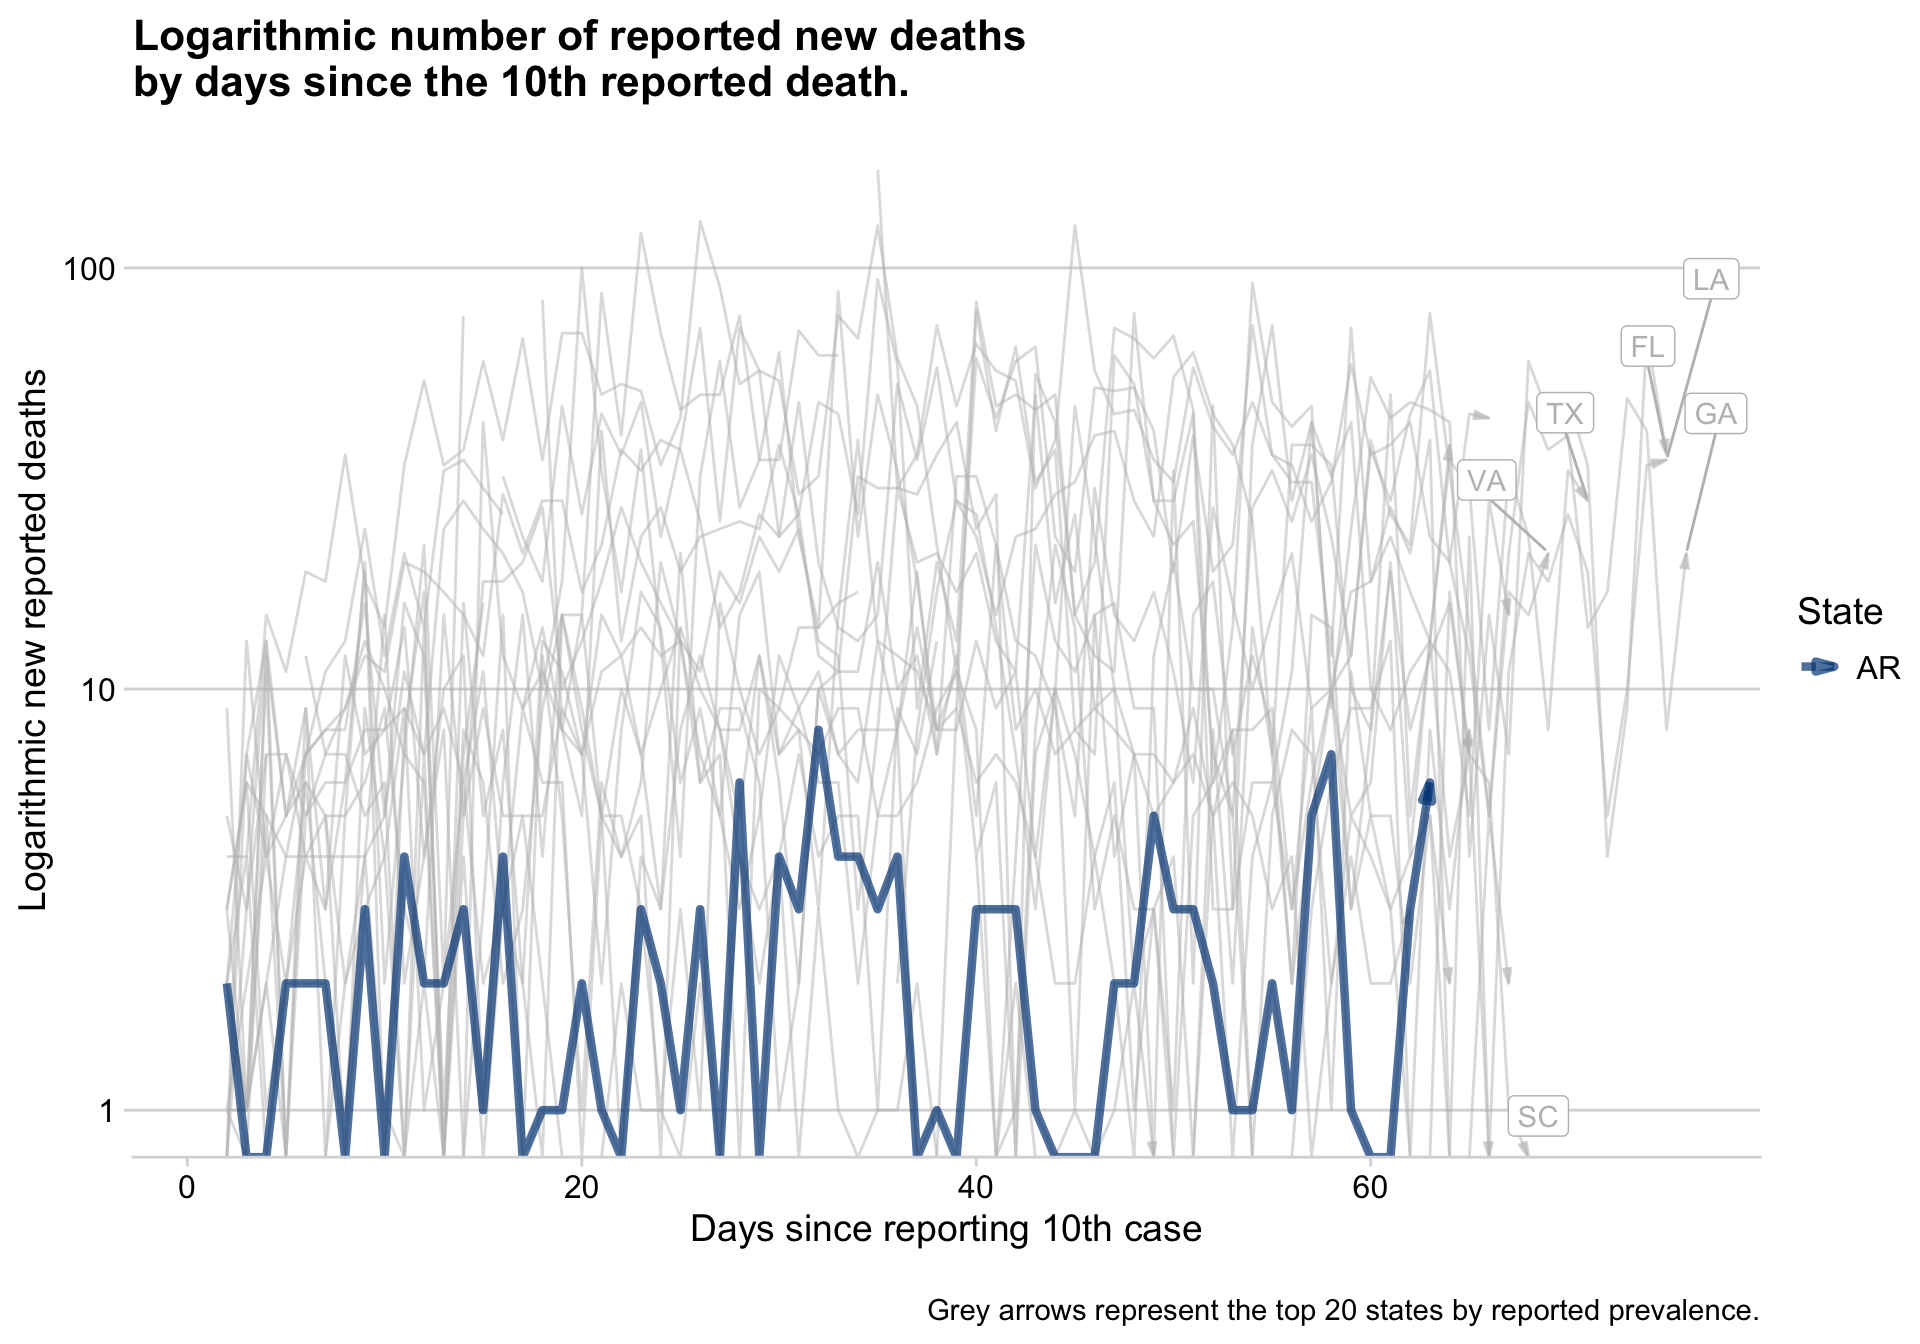 Logarithmic number of reported new deaths
by days since the 10th reported death.
Logarithmic new reported deaths
100
10
1
LA
FL
TX
GA
VA
SC
State
AR
0
20
40
60
Days since reporting 10th case
Grey arrows represent the top 20 states by reported prevalence.